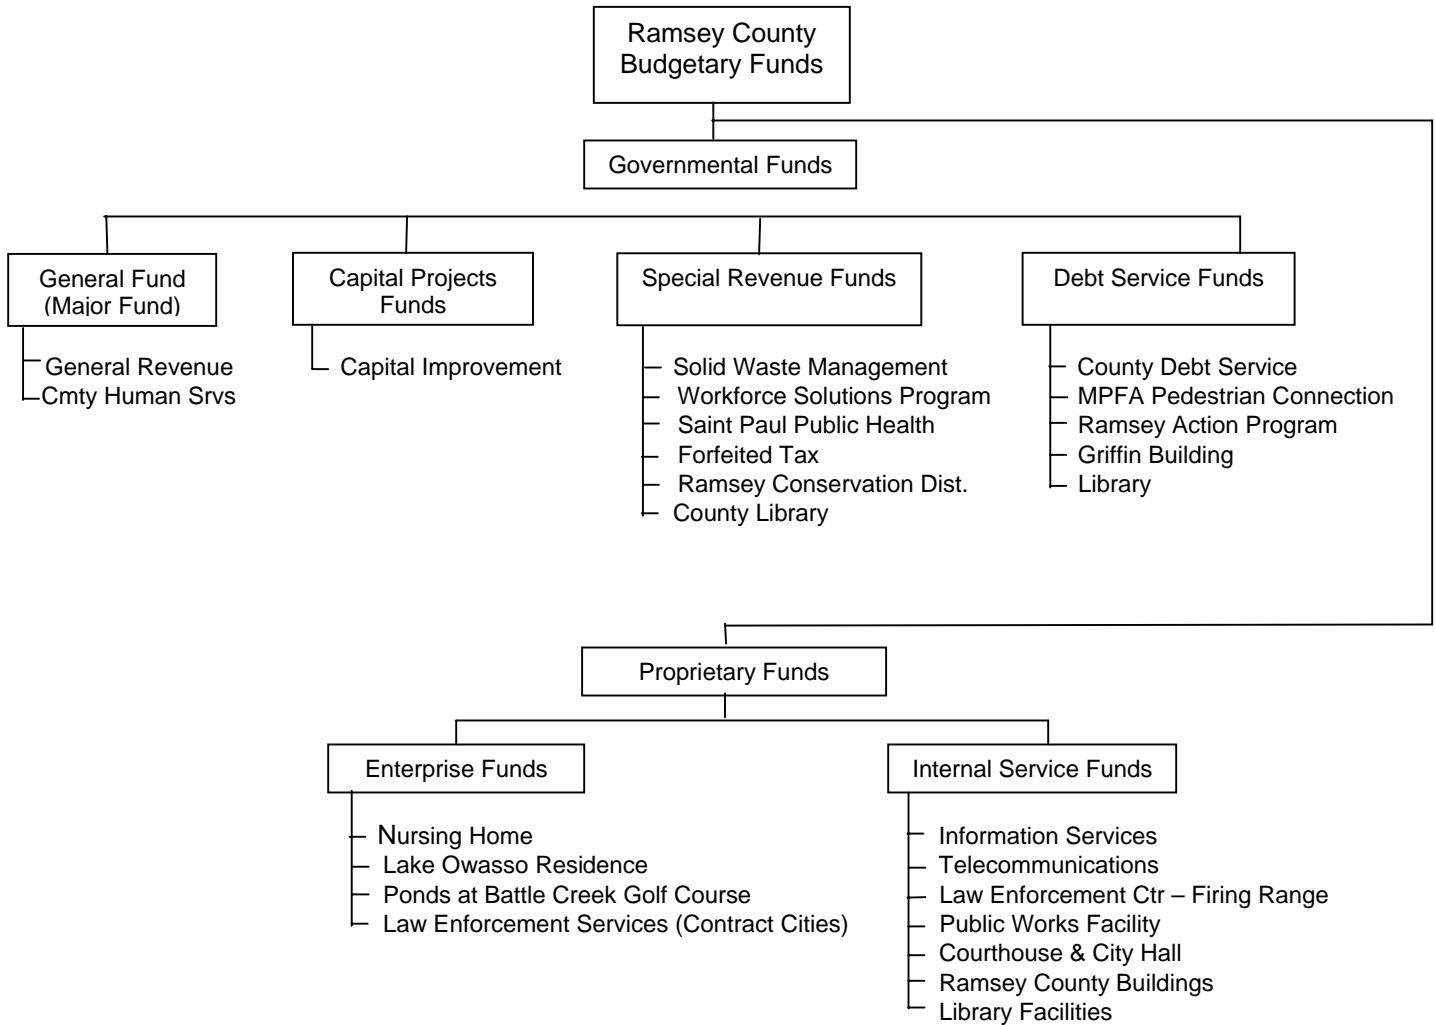 Ramsey County
Budgetary Funds
Governmental Funds
General Fund
(Major Fund)
General Revenue
Cmty Human Srvs
Capital Projects
Funds
Capital Improvement
Special Revenue Funds
Solid Waste Management
Workforce Solutions Program
Saint Paul Public Health
Forfeited Tax
Ramsey Conservation Dist.
County Library
Debt Service Funds
County Debt Service
MPFA Pedestrian Connection
Ramsey Action Program
Griffin Building
Library
Proprietary Funds
Enterprise Funds
Nursing Home
Lake Owasso Residence
Ponds at Battle Creek Golf Course
Law Enforcement Services (Contract Cities)
Internal Service Funds
Information Services
Telecommunications
Law Enforcement Ctr – Firing Range
Public Works Facility
Courthouse & City Hall
Ramsey County Buildings
Library Facilities